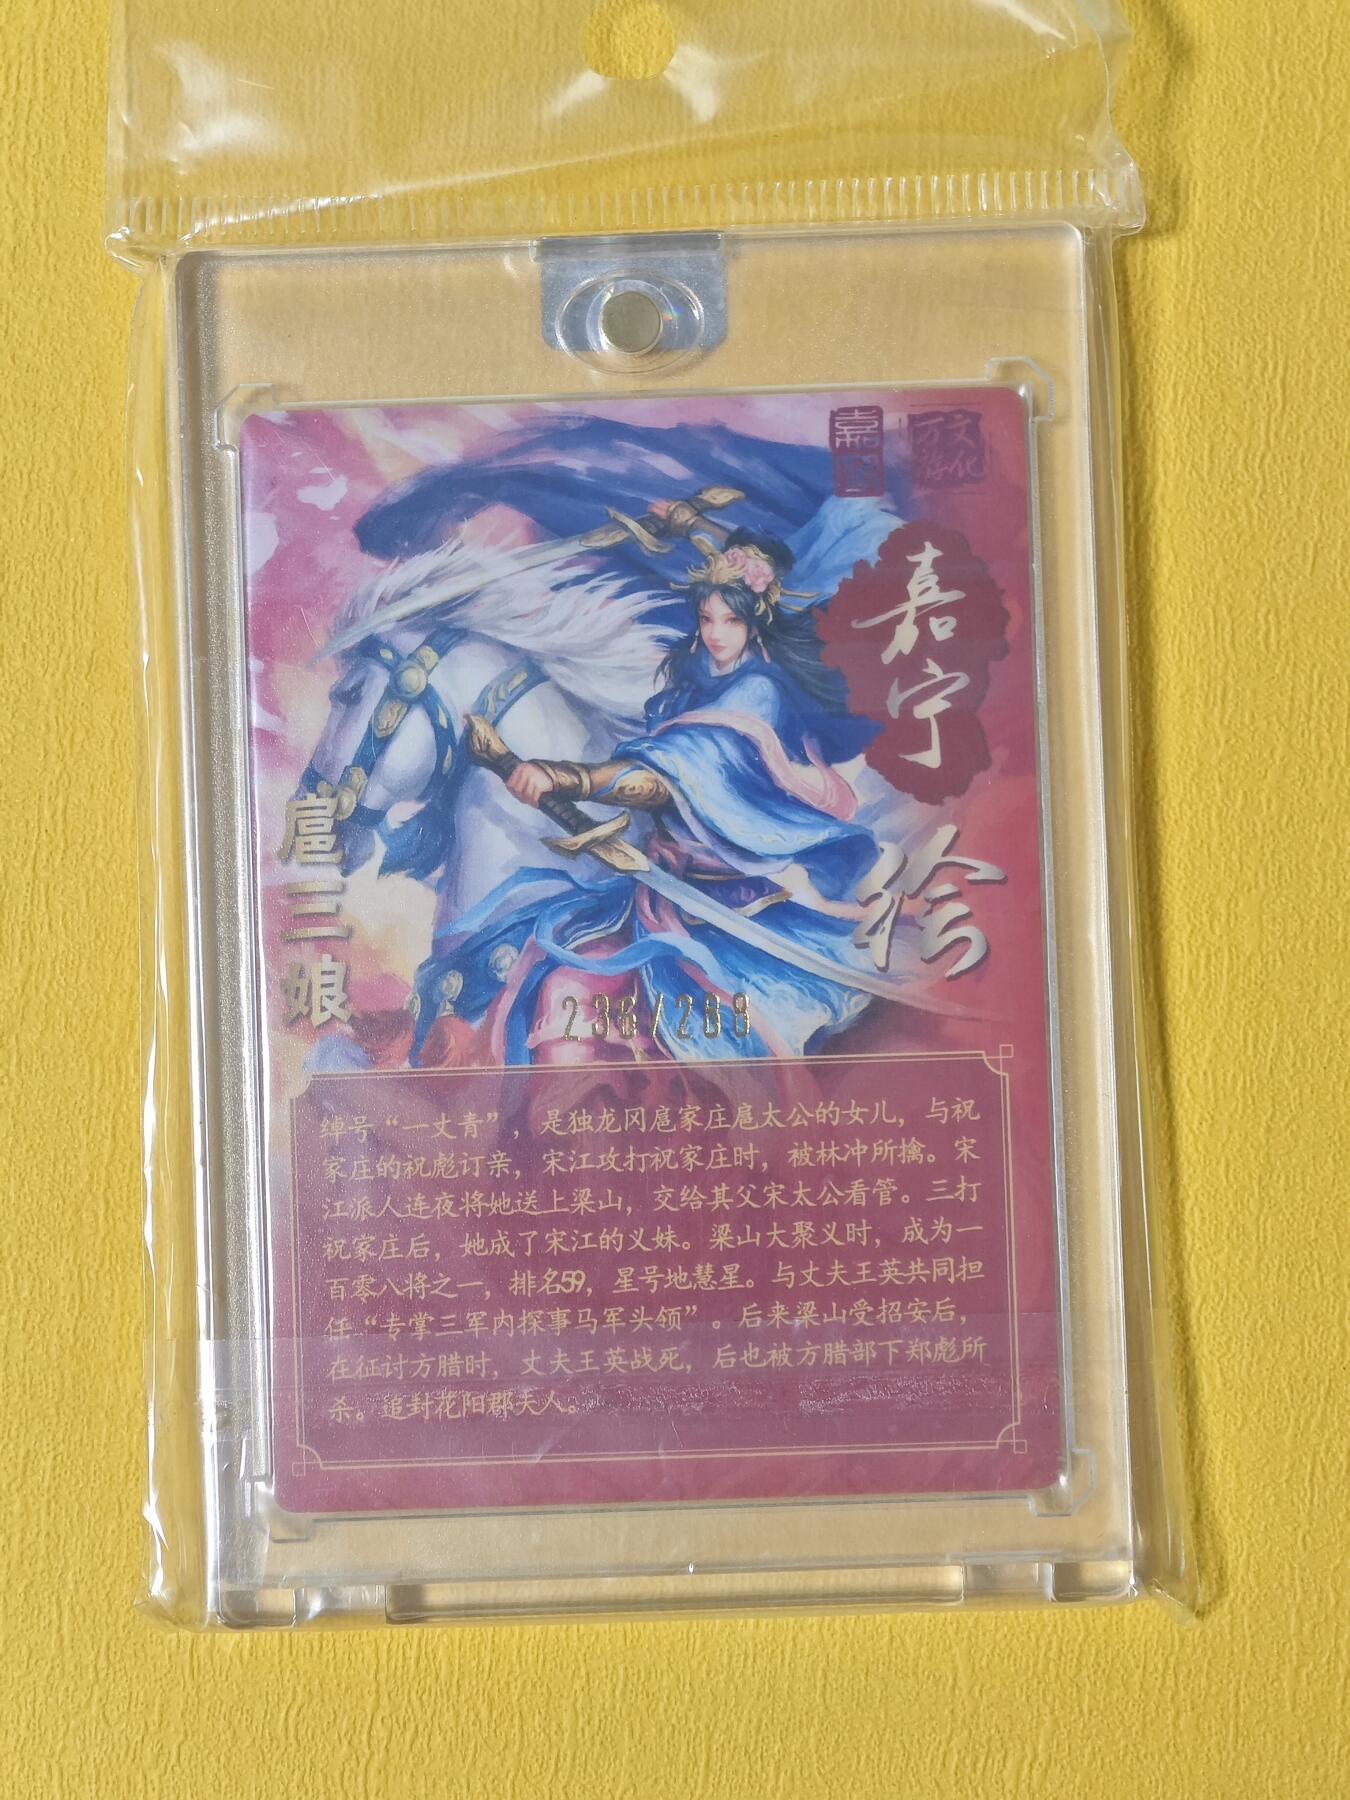 嘉宁
文化
嘉宁
绘
扈三娘
236/288
绰号“一丈青”，是独龙冈扈家庄扈太公的女儿，与祝
家庄的祝彪订亲，宋江攻打祝家庄时，被林冲所擒。宋
江派人连夜将她送上梁山，交给其父宋太公看管。三打
祝家庄后，她成了宋江的义妹。梁山大聚义时，成为一
百零八将之一，排名59，星号地慧星。与丈夫王英共同担
任“专掌三军内探事马军头领”。后来梁山受招安后，
在征讨方腊时，丈夫王英战死，后也被方腊部下郑彪所
杀。追封花阳郡夫人。